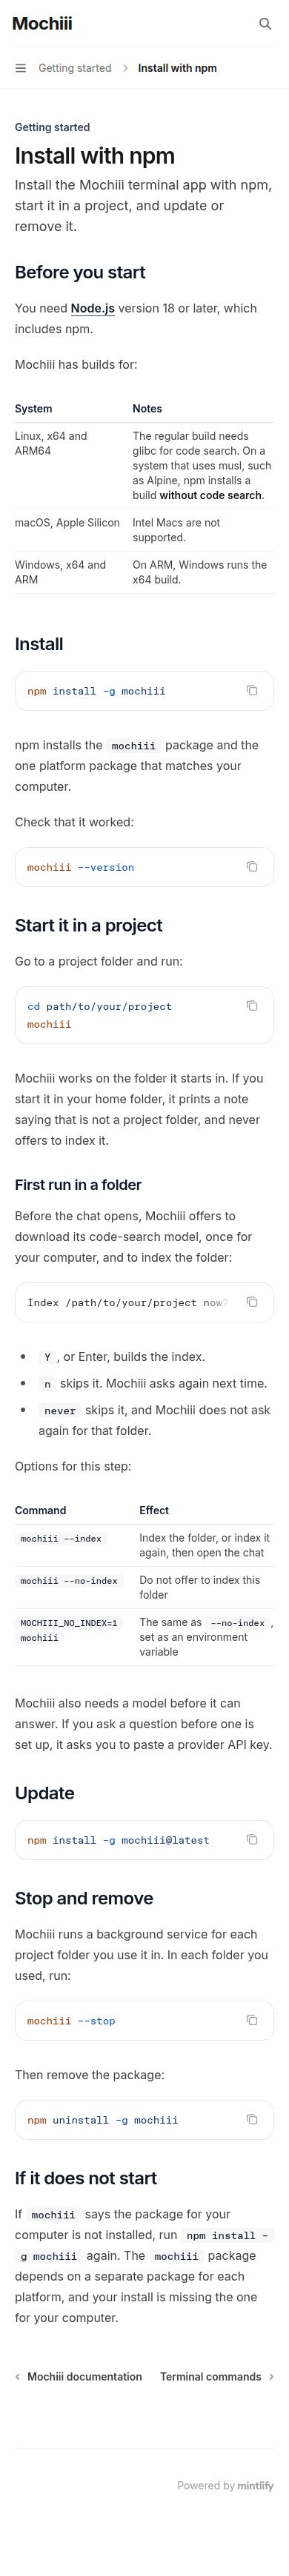 Mochiii
Getting started > Install with npm
Getting started
Install with npm
Install the Mochiii terminal app with npm,
start it in a project, and update or
remove it.
Before you start
You need Node.js version 18 or later, which
includes npm.
Mochiii has builds for:
System Notes
Linux, x64 and
ARM64
The regular build needs
glibc for code search. On a
system that uses musl, such
as Alpine, npm installs a
build without code search.
macOS, Apple Silicon
Intel Macs are not
supported.
Windows, x64 and
ARM
On ARM, Windows runs the
x64 build.
Install
npm install -g mochiii
npm installs the mochiii package and the
one platform package that matches your
computer.
Check that it worked:
mochiii --version
Start it in a project
Go to a project folder and run:
cd path/to/your/project
mochiii
Mochiii works on the folder it starts in. If you
start it in your home folder, it prints a note
saying that is not a project folder, and never
offers to index it.
First run in a folder
Before the chat opens, Mochiii offers to
download its code-search model, once for
your computer, and to index the folder:
Index /path/to/your/project now?
Y , or Enter, builds the index.
n skips it. Mochiii asks again next time.
never skips it, and Mochiii does not ask
again for that folder.
Options for this step:
Command Effect
mochiii --index
Index the folder, or index it
again, then open the chat
mochiii --no-index
Do not offer to index this
folder
MOCHIII_NO_INDEX=1
mochiii
The same as --no-index ,
set as an environment
variable
Mochiii also needs a model before it can
answer. If you ask a question before one is
set up, it asks you to paste a provider API key.
Update
npm install -g mochiii@latest
Stop and remove
Mochiii runs a background service for each
project folder you use it in. In each folder you
used, run:
mochiii --stop
Then remove the package:
npm uninstall -g mochiii
If it does not start
If mochiii says the package for your
computer is not installed, run npm install -
g mochiii again. The mochiii package
depends on a separate package for each
platform, and your install is missing the one
for your computer.
< Mochiii documentation Terminal commands >
Powered by mintlify